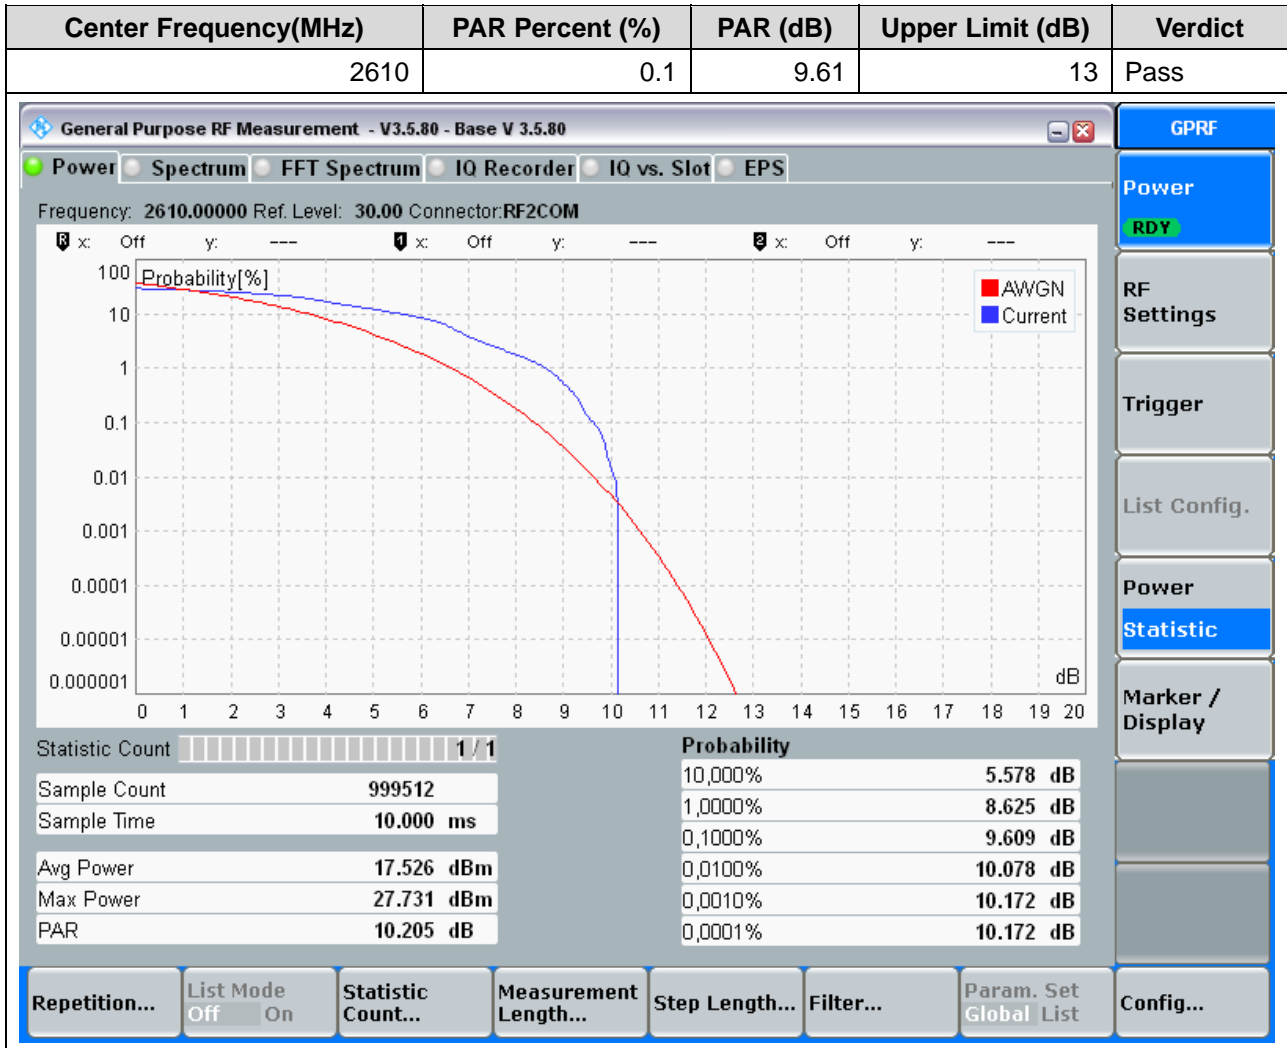 Center Frequency(MHz) PAR Percent (%) PAR (dB) Upper Limit (dB) Verdict
2610 0.1 9.61 13 Pass
General Purpose RF Measurement - V3.5.80 - Base V 3.5.80
GPRF
Power Spectrum FFT Spectrum IQ Recorder IQ vs. Slot EPS
Frequency: 2610.00000 Ref. Level: 30.00 Connector:RF2COM
R x: Off y: --- 1 x: Off y: --- 2 x: Off y: ---
Probability[%]
AWGN
Current
100
10
1
0.1
0.01
0.001
0.0001
0.00001
0.000001
dB
0 1 2 3 4 5 6 7 8 9 10 11 12 13 14 15 16 17 18 19 20
Statistic Count 1 / 1
Sample Count 999512
Sample Time 10.000 ms
Avg Power 17.526 dBm
Max Power 27.731 dBm
PAR 10.205 dB
Probability
10,000% 5.578 dB
1,0000% 8.625 dB
0,1000% 9.609 dB
0,0100% 10.078 dB
0,0010% 10.172 dB
0,0001% 10.172 dB
Power
RDY
RF
Settings
Trigger
List Config.
Power
Statistic
Marker /
Display
Repetition...
List Mode
Off On
Statistic
Count...
Measurement
Length...
Step Length...
Filter...
Param. Set
Global List
Config...